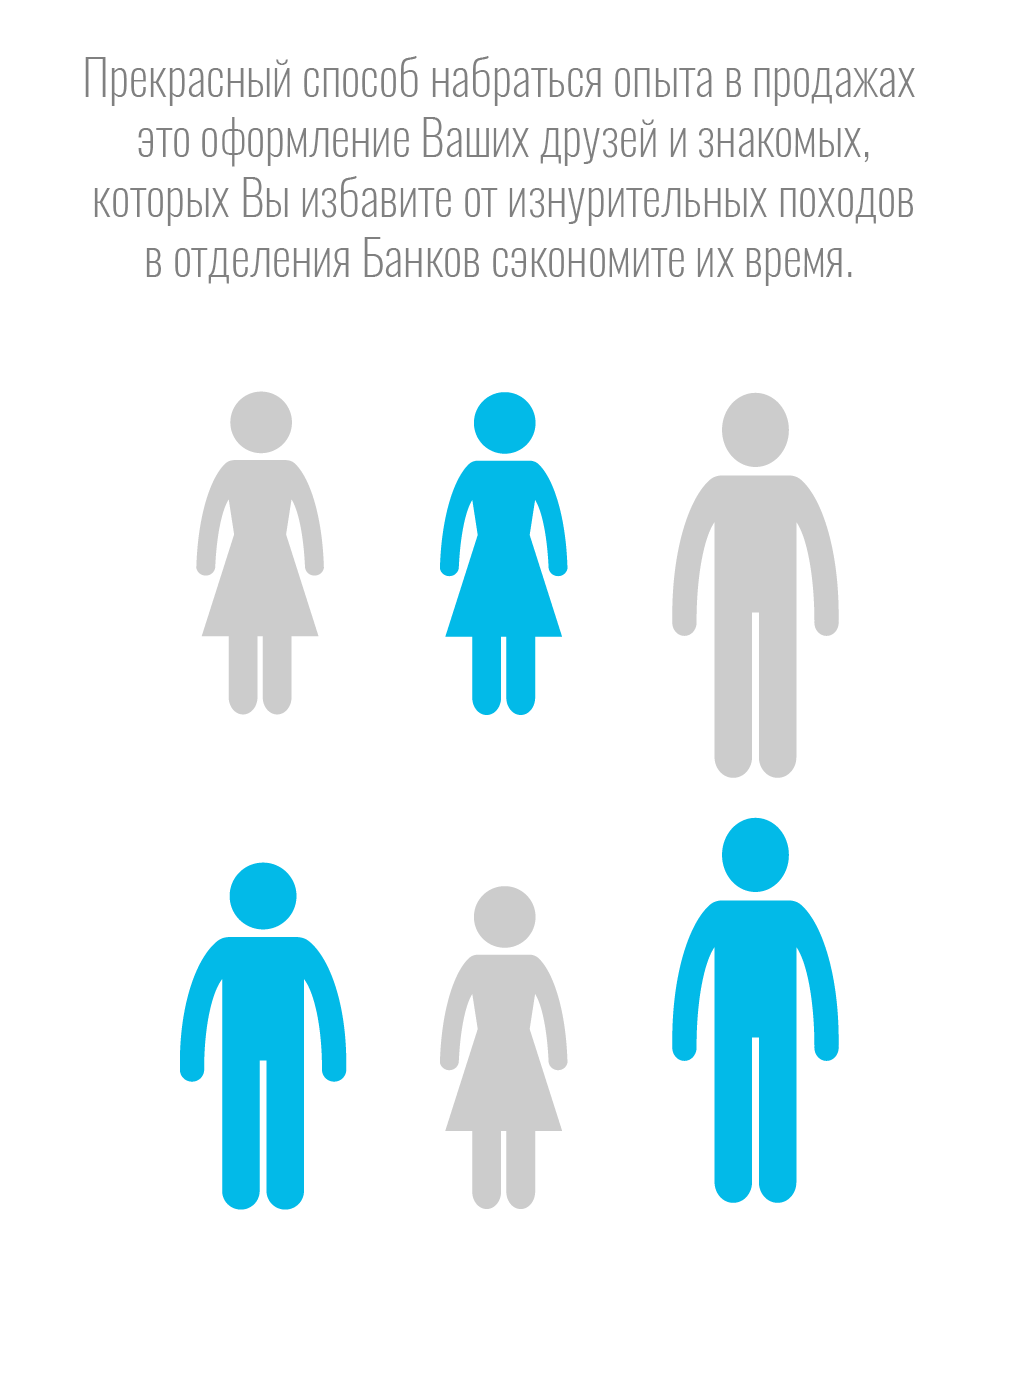 Прекрасный способ набраться опыта в продажах
это оформление Ваших друзей и знакомых,
которых Вы избавите от изнурительных походов
в отделения Банков сэкономите их время.